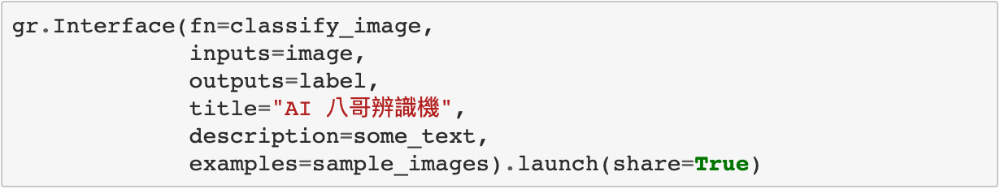 gr.Interface(fn=classify_image,
             inputs=image,
             outputs=label,
             title="AI 八哥辨識機",
             description=some_text,
             examples=sample_images).launch(share=True)